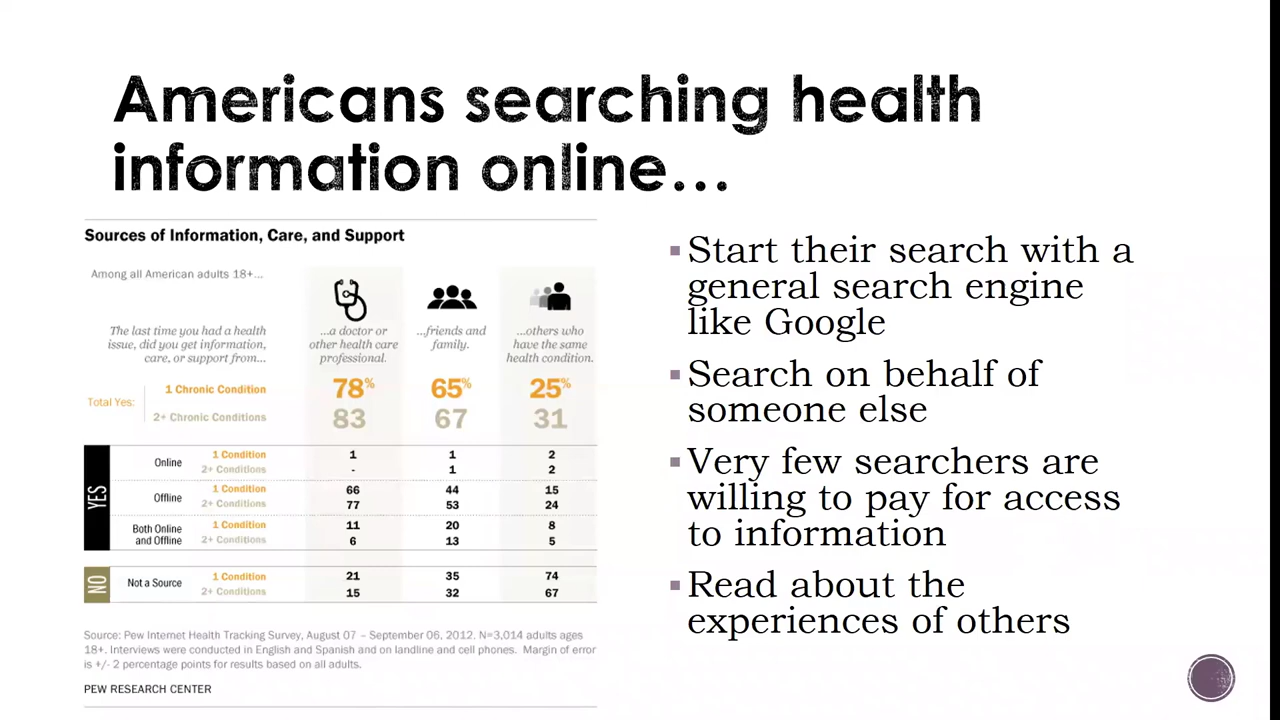 Americans searching health
information online…
Sources of Information, Care, and Support
Among all American adults 18+...
The last time you had a health
issue, did you get information,
care, or support from...
...a doctor or
other health care
professional.
...friends and
family.
...others who
have the same
health condition.
Total Yes:
1 Chronic Condition 78% 65% 25%
2+ Chronic Conditions 83 67 31
YES
Online
1 Condition 1 1 2
2+ Conditions - 1 2
Offline
1 Condition 66 44 15
2+ Conditions 77 53 24
Both Online
and Offline
1 Condition 11 20 8
2+ Conditions 6 13 5
NO
Not a Source
1 Condition 21 35 74
2+ Conditions 15 32 67
Source: Pew Internet Health Tracking Survey, August 07 – September 06, 2012. N=3,014 adults ages
18+. Interviews were conducted in English and Spanish and on landline and cell phones. Margin of error
is +/- 2 percentage points for results based on all adults.
PEW RESEARCH CENTER
▪ Start their search with a
general search engine
like Google
▪ Search on behalf of
someone else
▪ Very few searchers are
willing to pay for access
to information
▪ Read about the
experiences of others